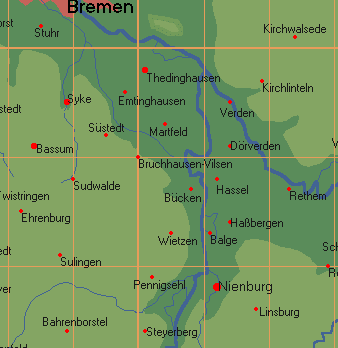 Bremen
Stuhr
Kirchwalsede
Thedinghausen
Kirchlinteln
Syke
Emtinghausen
Verden
stedt
Süstedt
Martfeld
Dörverden
Bassum
Bruchhausen-Vilsen
Sudwalde
Hassel
Rethem
Bücken
Twistringen
Ehrenburg
Haßbergen
Wietzen
Balge
Sulingen
Pennigsehl
Nienburg
Linsburg
Bahrenborstel
Steyerberg